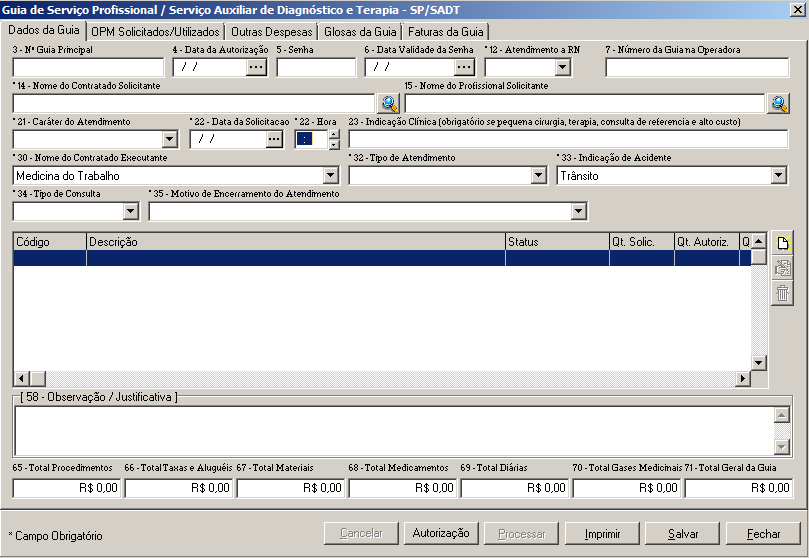 Guia de Serviço Profissional / Serviço Auxiliar de Diagnóstico e Terapia - SP/SADT
Dados da Guia OPM Solicitados/Utilizados Outras Despesas Glosas da Guia Faturas da Guia
3 - Nº Guia Principal 4 - Data da Autorização 5 - Senha 6 - Data Validade da Senha * 12 - Atendimento a RN 7 - Número da Guia na Operadora
/ / ... / / ...
* 14 - Nome do Contratado Solicitante 15 - Nome do Profissional Solicitante
* 21 - Caráter do Atendimento * 22 - Data da Solicitacao * 22 - Hora 23 - Indicação Clínica (obrigatório se pequena cirurgia, terapia, consulta de referencia e alto custo)
/ / ... :
* 30 - Nome do Contratado Executante * 32 - Tipo de Atendimento * 33 - Indicação de Acidente
Medicina do Trabalho Trânsito
* 34 - Tipo de Consulta * 35 - Motivo de Encerramento do Atendimento
Código Descrição Status Qt. Solic. Qt. Autoriz. Q
[ 58 - Observação / Justificativa ]
65 - Total Procedimentos 66 - Total Taxas e Aluguéis 67 - Total Materiais 68 - Total Medicamentos 69 - Total Diárias 70 - Total Gases Medicinais 71 - Total Geral da Guia
R$ 0,00 R$ 0,00 R$ 0,00 R$ 0,00 R$ 0,00 R$ 0,00 R$ 0,00
* Campo Obrigatório Cancelar Autorização Processar Imprimir Salvar Fechar